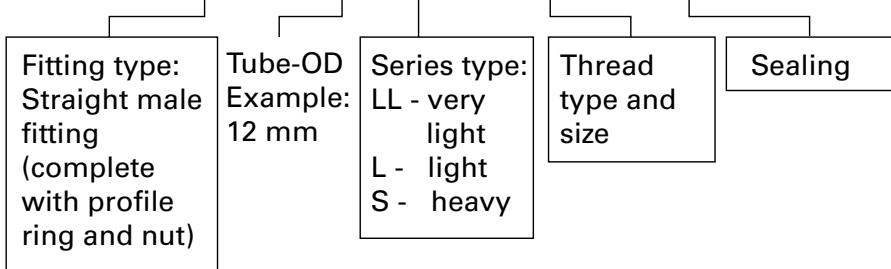 Fitting type:
Straight male
fitting
(complete
with profile
ring and nut)
Tube-OD
Example:
12 mm
Series type:
LL - very
light
L - light
S - heavy
Thread
type and
size
Sealing